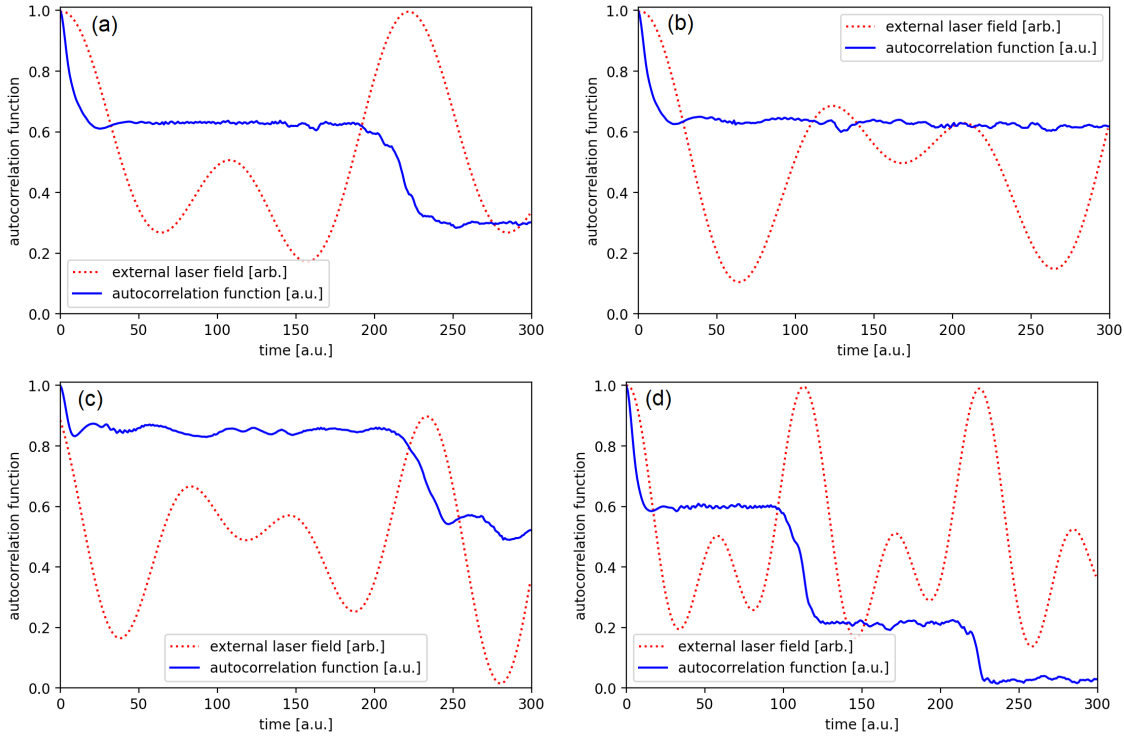 (a)
1.0
0.8
0.6
0.4
0.2
0.0
autocorrelation function
external laser field [arb.]
autocorrelation function [a.u.]
0 50 100 150 200 250 300
time [a.u.]
(b)
1.0
0.8
0.6
0.4
0.2
0.0
autocorrelation function
external laser field [arb.]
autocorrelation function [a.u.]
0 50 100 150 200 250 300
time [a.u.]
(c)
1.0
0.8
0.6
0.4
0.2
0.0
autocorrelation function
external laser field [arb.]
autocorrelation function [a.u.]
0 50 100 150 200 250 300
time [a.u.]
(d)
1.0
0.8
0.6
0.4
0.2
0.0
autocorrelation function
external laser field [arb.]
autocorrelation function [a.u.]
0 50 100 150 200 250 300
time [a.u.]